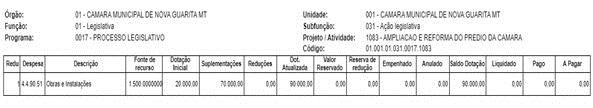 Órgão: 01 - CAMARA MUNICIPAL DE NOVA GUARITA MT Unidade: 001 - CAMARA MUNICIPAL DE NOVA GUARITA MT
Função: 01 - Legislativa Subfunção: 031 - Ação legislativa
Programa: 0017 - PROCESSO LEGISLATIVO Projeto / Atividade: 1083 - AMPLIACAO E REFORMA DO PREDIO DA CAMARA
Código: 01.001.01.031.0017.1083
Redu Despesa Descrição Fonte de recurso Dotação Inicial Suplementações Reduções Dot. Atualizada Valor Reservado Reserva de redução Empenhado Anulado Saldo Dotação Liquidado Pago A Pagar
1 4.4.90.51 Obras e Instalações 1.500.0000000 20.000,00 70.000,00 0,00 90.000,00 0,00 0,00 0,00 0,00 90.000,00 0,00 0,00 0,00